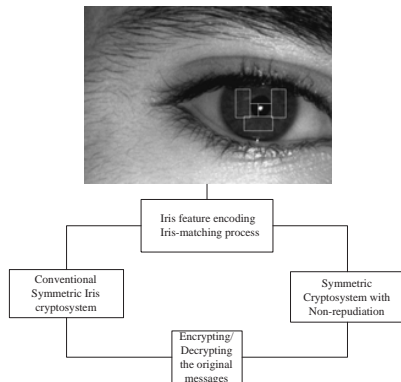 Iris feature encoding
Iris-matching process
Conventional
Symmetric Iris
cryptosystem
Symmetric
Cryptosystem with
Non-repudiation
Encrypting/
Decrypting
the original
messages